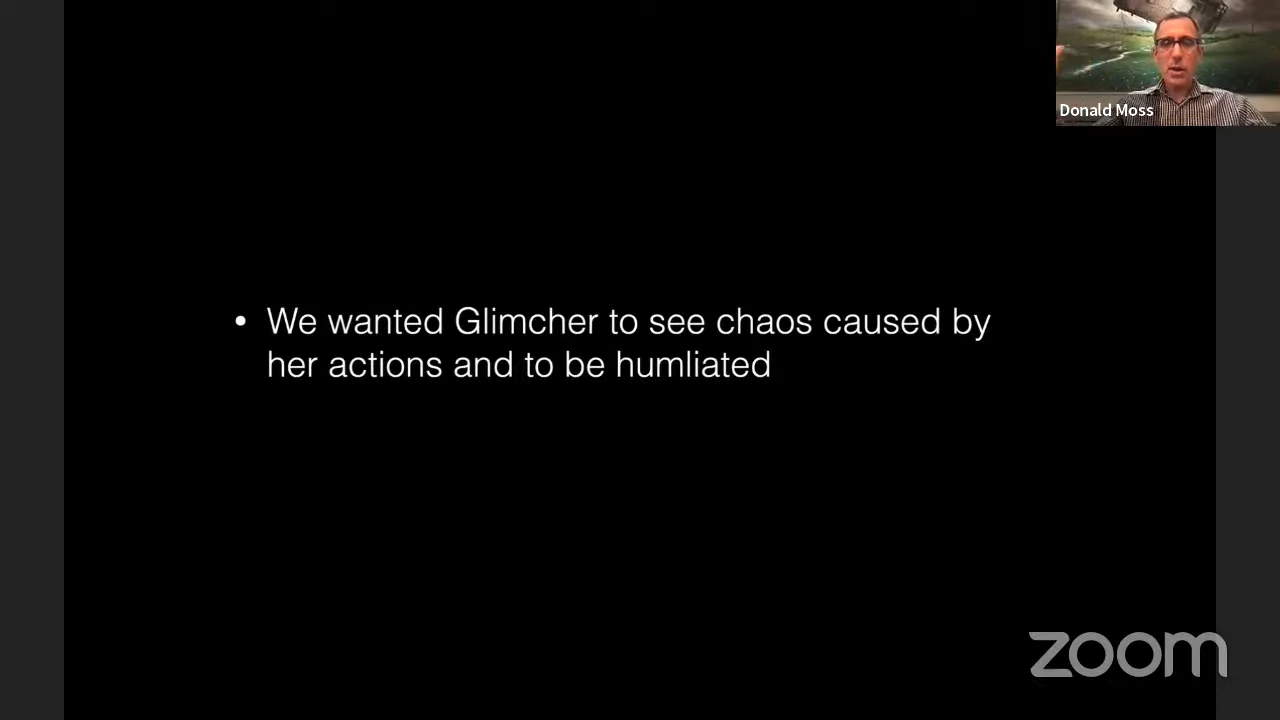 Donald Moss
• We wanted Glimcher to see chaos caused by
her actions and to be humliated
zoom